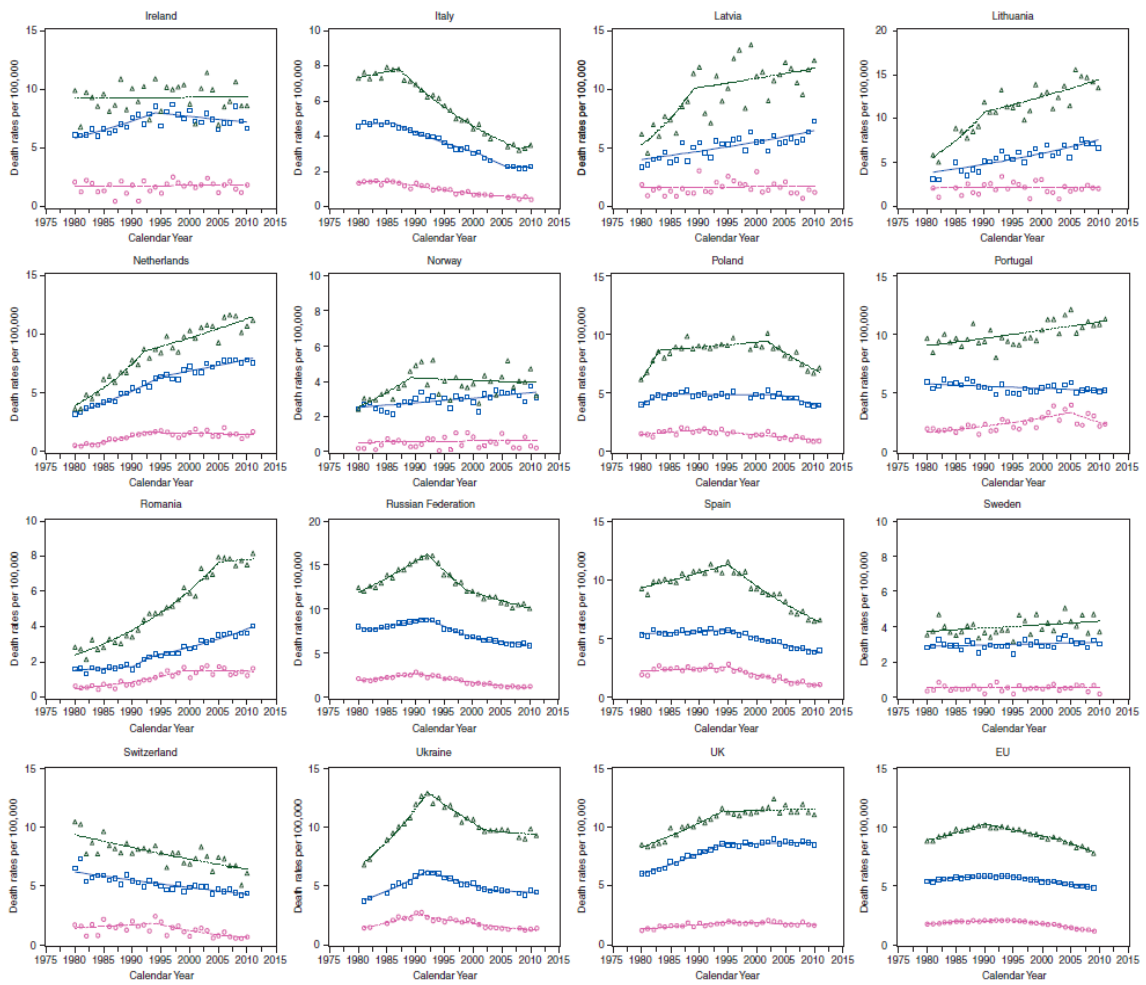 Ireland
Italy
Latvia
Lithuania
Death rates per 100,000
Death rates per 100,000
Death rates per 100,000
Death rates per 100,000
15
10
5
0
10
8
6
4
2
0
15
10
5
0
20
15
10
5
0
1975 1980 1985 1990 1995 2000 2005 2010 2015
1975 1980 1985 1990 1995 2000 2005 2010 2015
1975 1980 1985 1990 1995 2000 2005 2010 2015
1975 1980 1985 1990 1995 2000 2005 2010 2015
Calendar Year
Calendar Year
Calendar Year
Calendar Year
Netherlands
Norway
Poland
Portugal
Death rates per 100,000
Death rates per 100,000
Death rates per 100,000
Death rates per 100,000
15
10
5
0
10
8
6
4
2
0
15
10
5
0
15
10
5
0
1975 1980 1985 1990 1995 2000 2005 2010 2015
1975 1980 1985 1990 1995 2000 2005 2010 2015
1975 1980 1985 1990 1995 2000 2005 2010 2015
1975 1980 1985 1990 1995 2000 2005 2010 2015
Calendar Year
Calendar Year
Calendar Year
Calendar Year
Romania
Russian Federation
Spain
Sweden
Death rates per 100,000
Death rates per 100,000
Death rates per 100,000
Death rates per 100,000
10
8
6
4
2
0
20
15
10
5
0
15
10
5
0
10
8
6
4
2
0
1975 1980 1985 1990 1995 2000 2005 2010 2015
1975 1980 1985 1990 1995 2000 2005 2010 2015
1975 1980 1985 1990 1995 2000 2005 2010 2015
1975 1980 1985 1990 1995 2000 2005 2010 2015
Calendar Year
Calendar Year
Calendar Year
Calendar Year
Switzerland
Ukraine
UK
EU
Death rates per 100,000
Death rates per 100,000
Death rates per 100,000
Death rates per 100,000
15
10
5
0
15
10
5
0
15
10
5
0
15
10
5
0
1975 1980 1985 1990 1995 2000 2005 2010 2015
1975 1980 1985 1990 1995 2000 2005 2010 2015
1975 1980 1985 1990 1995 2000 2005 2010 2015
1975 1980 1985 1990 1995 2000 2005 2010 2015
Calendar Year
Calendar Year
Calendar Year
Calendar Year